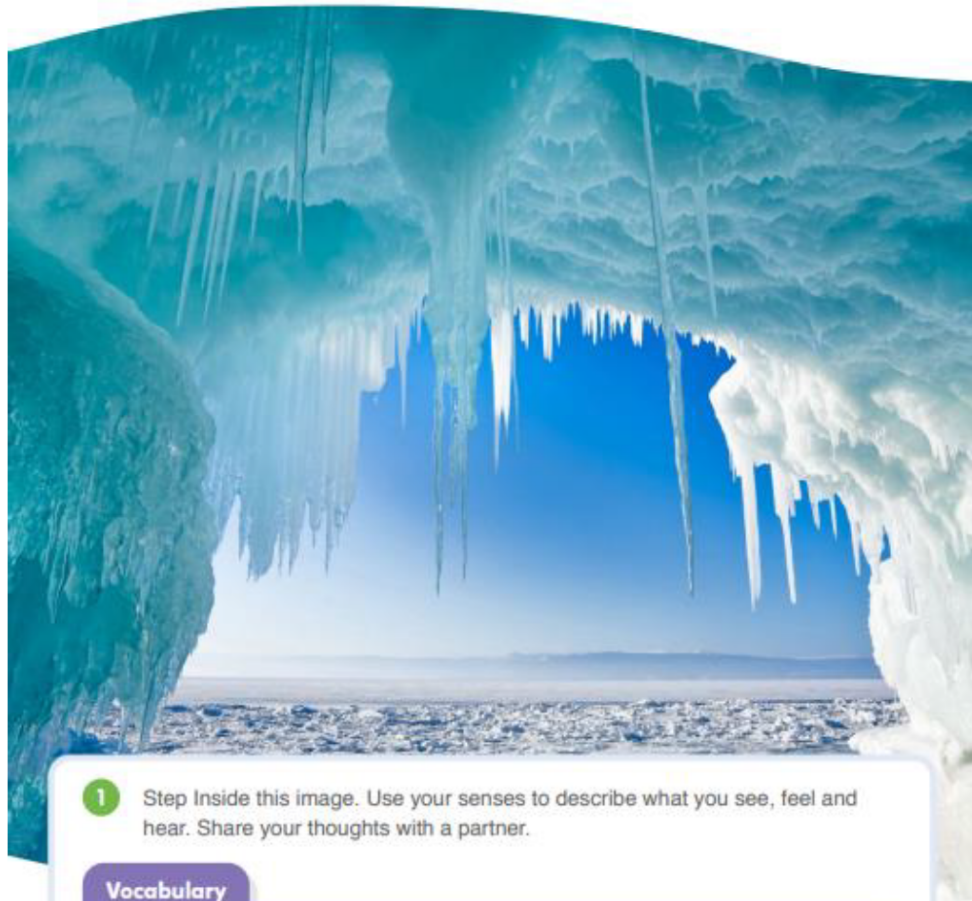 1 Step Inside this image. Use your senses to describe what you see, feel and
hear. Share your thoughts with a partner.
Vocabulary